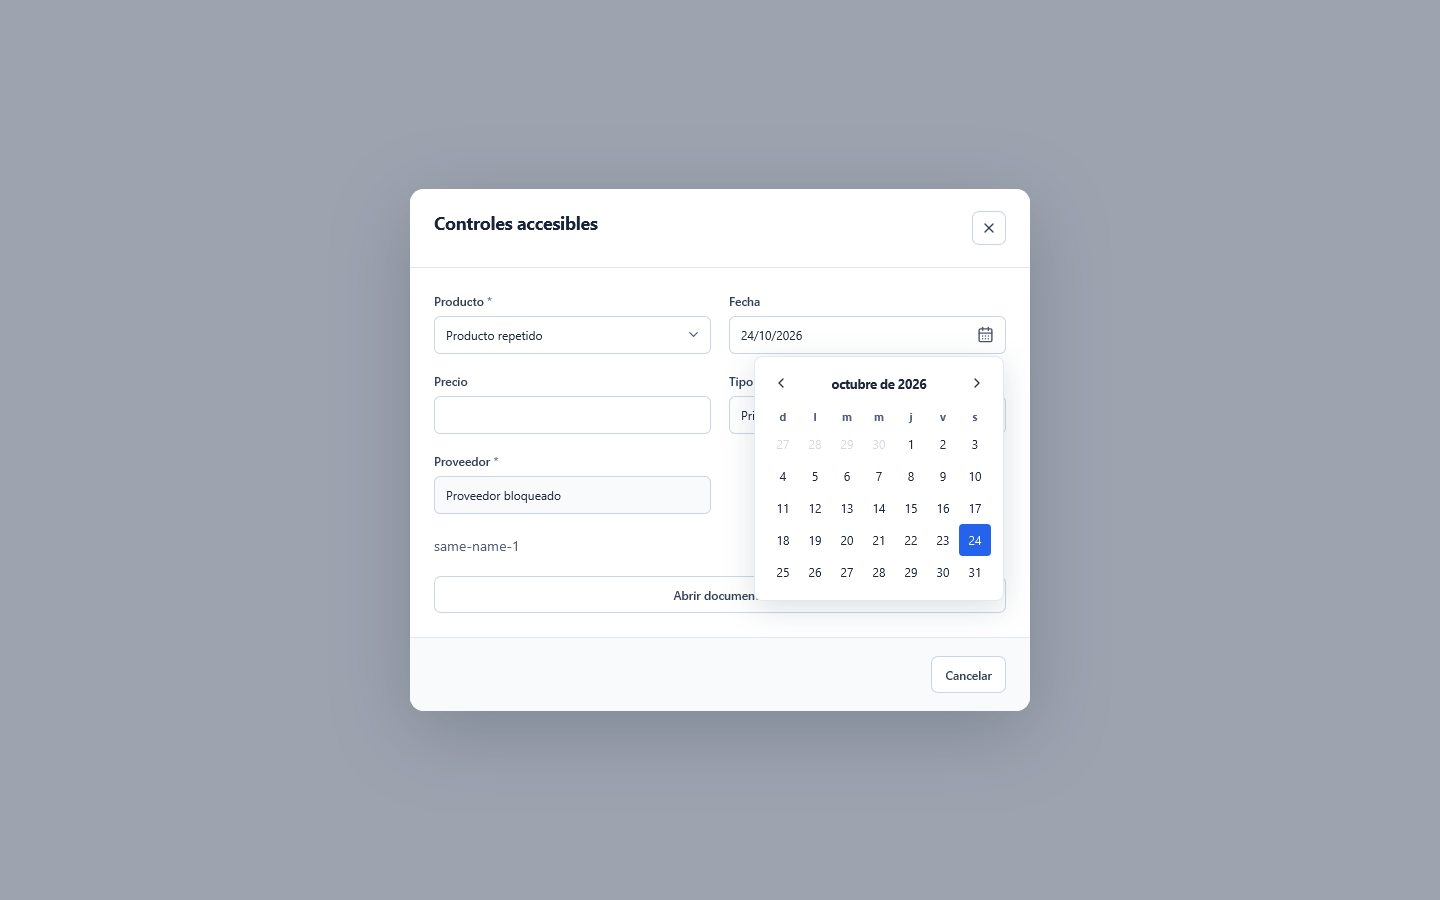 Controles accesibles
Producto *
Fecha
Producto repetido
24/10/2026
Precio
Tipo
Pri
octubre de 2026
d l m m j v s
27 28 29 30 1 2 3
4 5 6 7 8 9 10
11 12 13 14 15 16 17
18 19 20 21 22 23 24
25 26 27 28 29 30 31
Proveedor *
Proveedor bloqueado
same-name-1
Abrir documen
Cancelar